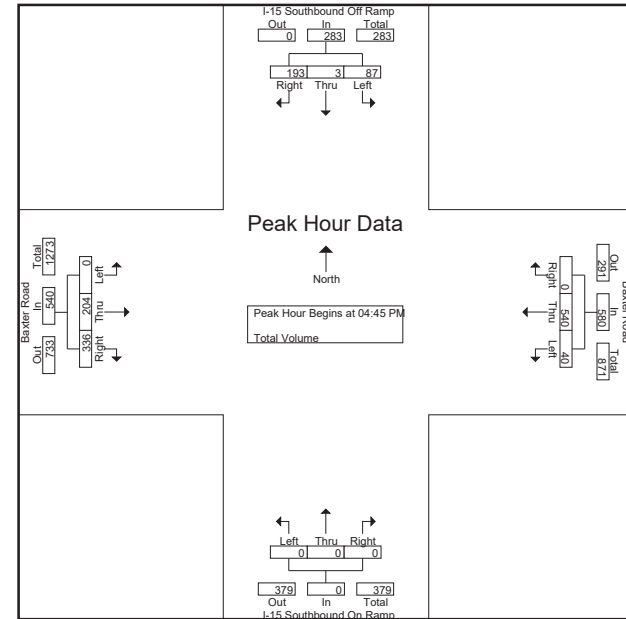 I-15 Southbound Off Ramp
Out In Total
0 283 283
193 3 87
Right Thru Left
Peak Hour Data
North
Peak Hour Begins at 04:45 PM
Total Volume
Baxter Road
Total In Out
1273 540 733
0 204 336
Left Thru Right
Right Thru Left
0 540 40
291 580 871
Out In Total
Baxter Road
Left Thru Right
0 0 0
379 0 379
Out In Total
I-15 Southbound On Ramp